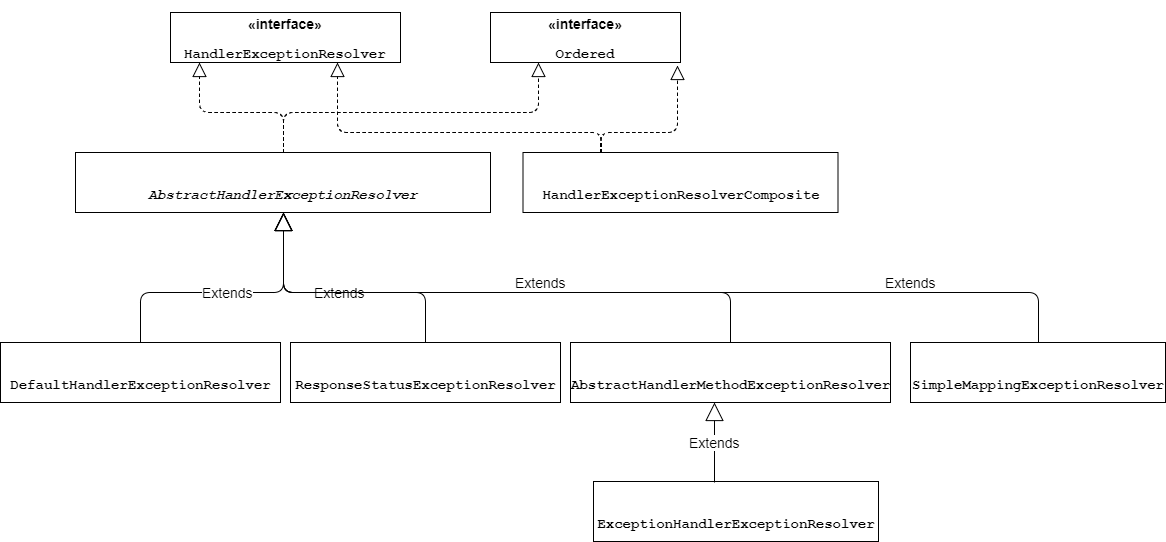 «interface»
HandlerExceptionResolver
«interface»
Ordered
AbstractHandlerExceptionResolver
HandlerExceptionResolverComposite
Extends
Extends
Extends
Extends
DefaultHandlerExceptionResolver
ResponseStatusExceptionResolver
AbstractHandlerMethodExceptionResolver
SimpleMappingExceptionResolver
Extends
ExceptionHandlerExceptionResolver